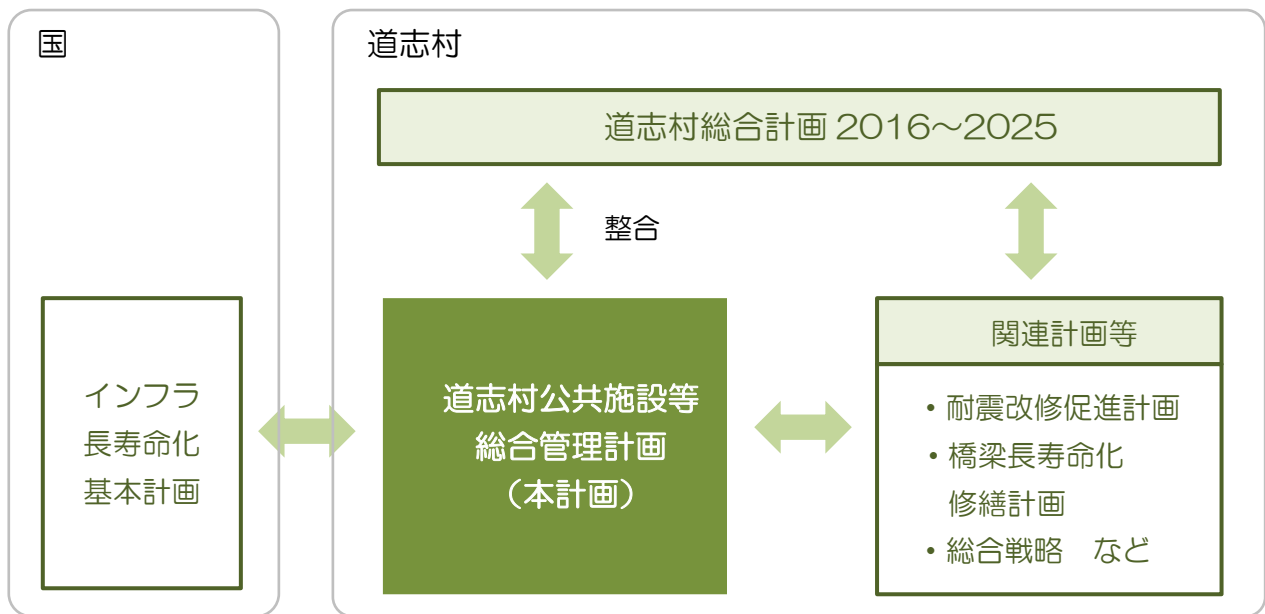 国
道志村
道志村総合計画 2016～2025
整合
インフラ
長寿命化
基本計画
道志村公共施設等
総合管理計画
（本計画）
関連計画等
・耐震改修促進計画
・橋梁長寿命化
修繕計画
・総合戦略　など